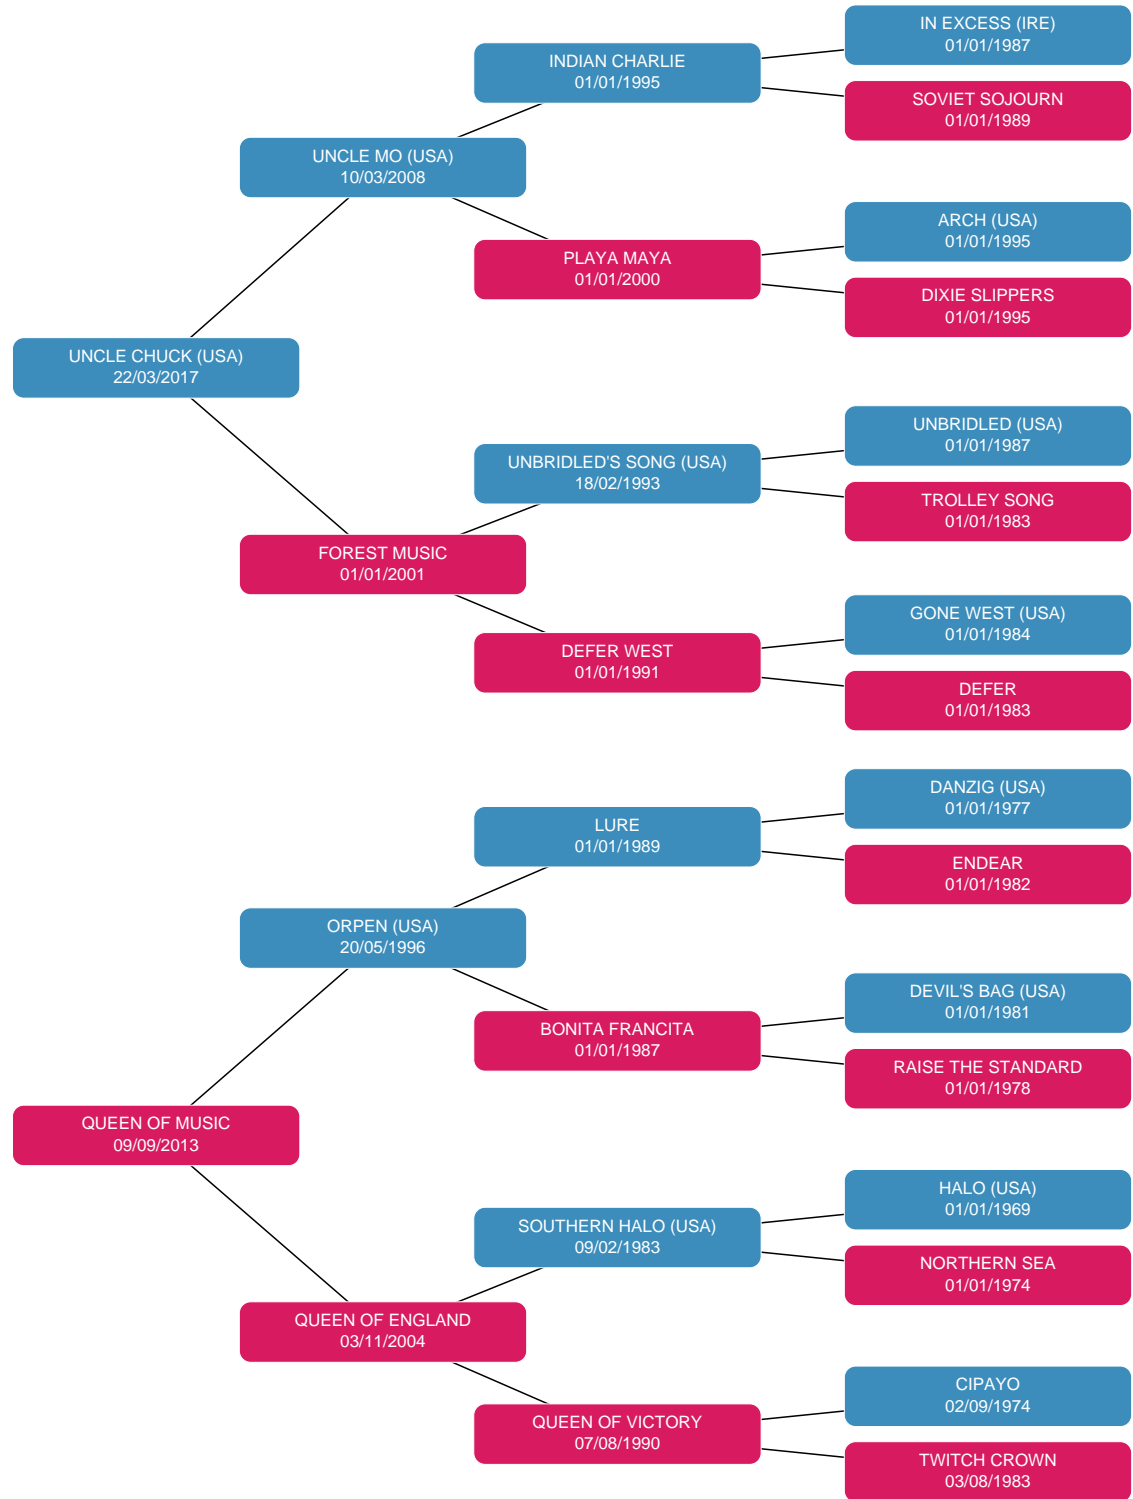 IN EXCESS (IRE)
01/01/1987
INDIAN CHARLIE
01/01/1995
SOVIET SOJOURN
01/01/1989
UNCLE MO (USA)
10/03/2008
ARCH (USA)
01/01/1995
PLAYA MAYA
01/01/2000
DIXIE SLIPPERS
01/01/1995
UNCLE CHUCK (USA)
22/03/2017
UNBRIDLED (USA)
01/01/1987
UNBRIDLED'S SONG (USA)
18/02/1993
TROLLEY SONG
01/01/1983
FOREST MUSIC
01/01/2001
GONE WEST (USA)
01/01/1984
DEFER WEST
01/01/1991
DEFER
01/01/1983
DANZIG (USA)
01/01/1977
LURE
01/01/1989
ENDEAR
01/01/1982
ORPEN (USA)
20/05/1996
DEVIL'S BAG (USA)
01/01/1981
BONITA FRANCITA
01/01/1987
RAISE THE STANDARD
01/01/1978
QUEEN OF MUSIC
09/09/2013
HALO (USA)
01/01/1969
SOUTHERN HALO (USA)
09/02/1983
NORTHERN SEA
01/01/1974
QUEEN OF ENGLAND
03/11/2004
CIPAYO
02/09/1974
QUEEN OF VICTORY
07/08/1990
TWITCH CROWN
03/08/1983